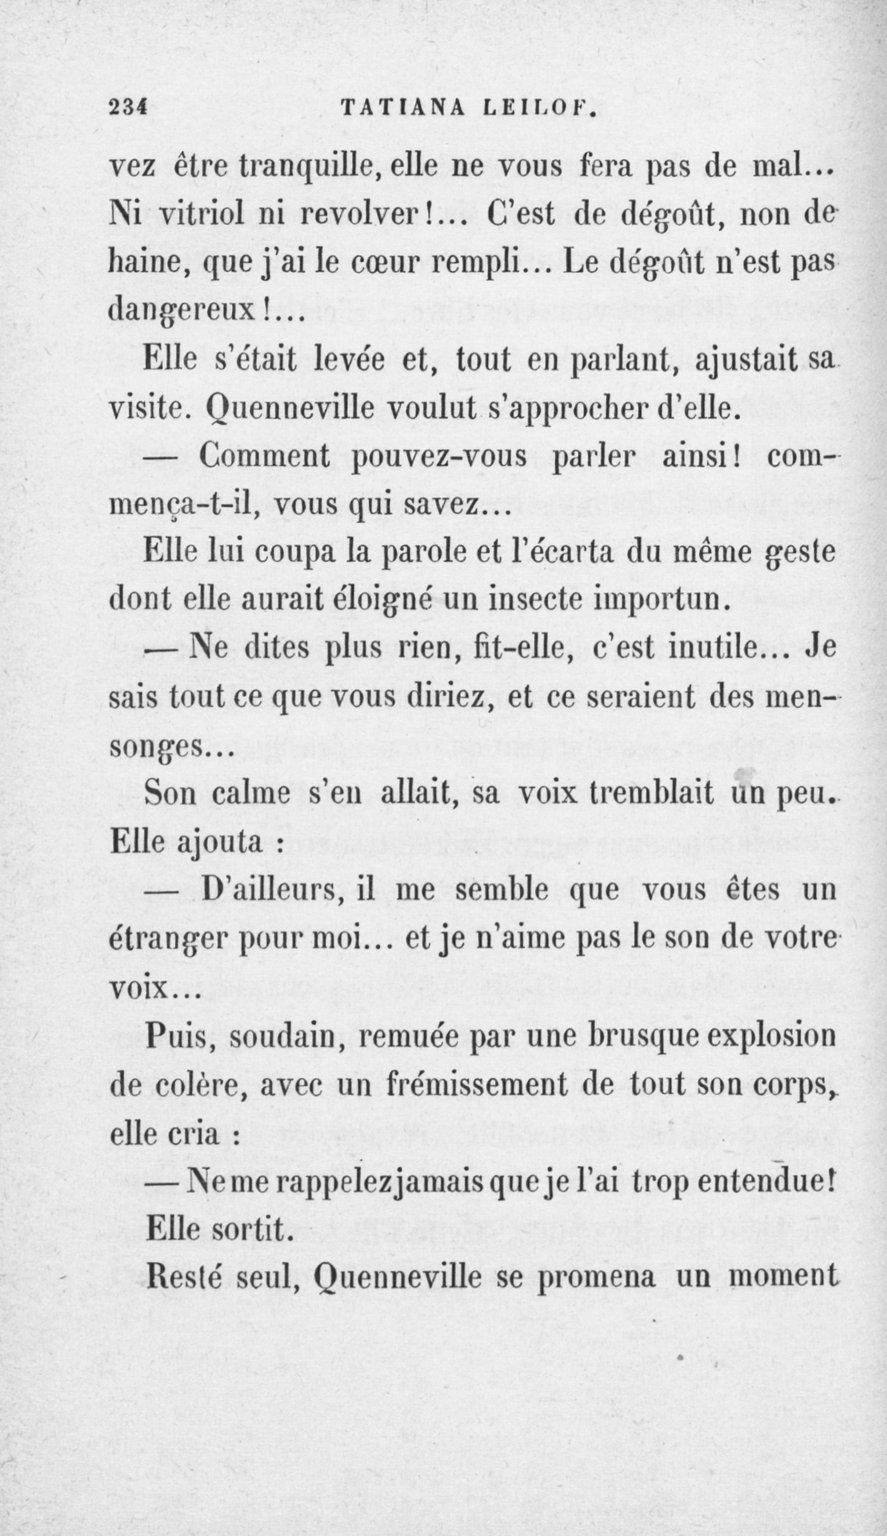 234 TATIANA LEILOF.
vez être tranquille, elle ne vous fera pas de mal...
Ni vitriol ni revolver!... C'est de dégoût, non de
haine, que j'ai le cœur rempli... Le dégoût n'est pas
dangereux!...
Elle s'était levée et, tout en parlant, ajustait sa
visite. Quenneville voulut s'approcher d'elle.
— Comment pouvez-vous parler ainsi! com-
mença-t-il, vous qui savez...
Elle lui coupa la parole et l'écarta du même geste
dont elle aurait éloigné un insecte importun.
— Ne dites plus rien, fit-elle, c'est inutile... Je
sais tout ce que vous diriez, et ce seraient des men-
songes...
Son calme s'en allait, sa voix tremblait un peu.
Elle ajouta :
— D'ailleurs, il me semble que vous êtes un
étranger pour moi... et je n'aime pas le son de votre
voix...
Puis, soudain, remuée par une brusque explosion
de colère, avec un frémissement de tout son corps,
elle cria :
— Ne me rappelez jamais que je l'ai trop entendue!
Elle sortit.
Resté seul, Quenneville se promena un moment